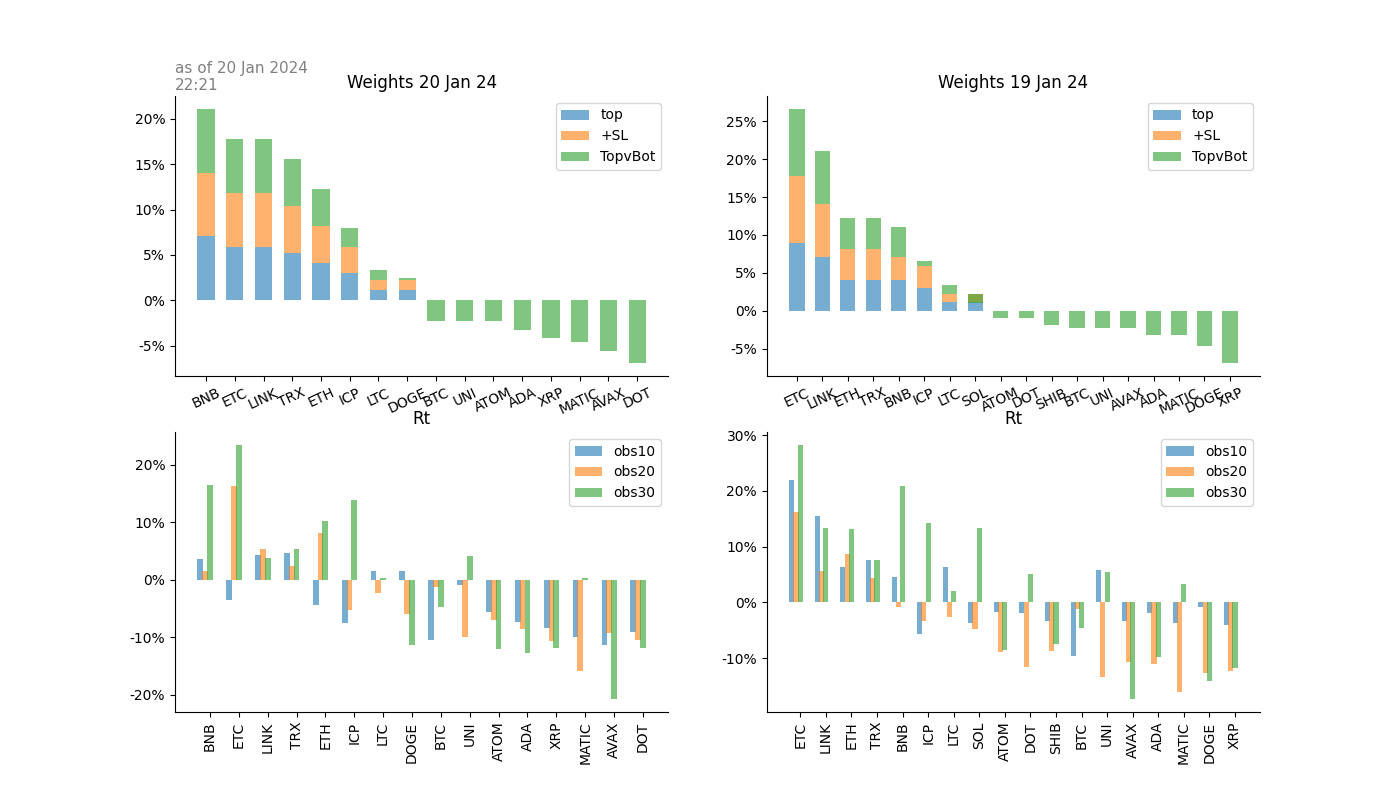 as of 20 Jan 2024
22:21
Weights 20 Jan 24
20%
15%
10%
5%
0%
-5%
top
+SL
TopvBot
BNB ETC LINK TRX ETH ICP LTC DOGE BTC UNI ATOM ADA XRP MATIC AVAX DOT
Weights 19 Jan 24
25%
20%
15%
10%
5%
0%
-5%
top
+SL
TopvBot
ETC LINK ETH TRX BNB ICP LTC SOL ATOM DOT SHIB BTC UNI AVAX ADA MATIC DOGE XRP
Rt
20%
10%
0%
-10%
-20%
obs10
obs20
obs30
BNB ETC LINK TRX ETH ICP LTC DOGE BTC UNI ATOM ADA XRP MATIC AVAX DOT
Rt
30%
20%
10%
0%
-10%
obs10
obs20
obs30
ETC LINK ETH TRX BNB ICP LTC SOL ATOM DOT SHIB BTC UNI AVAX ADA MATIC DOGE XRP